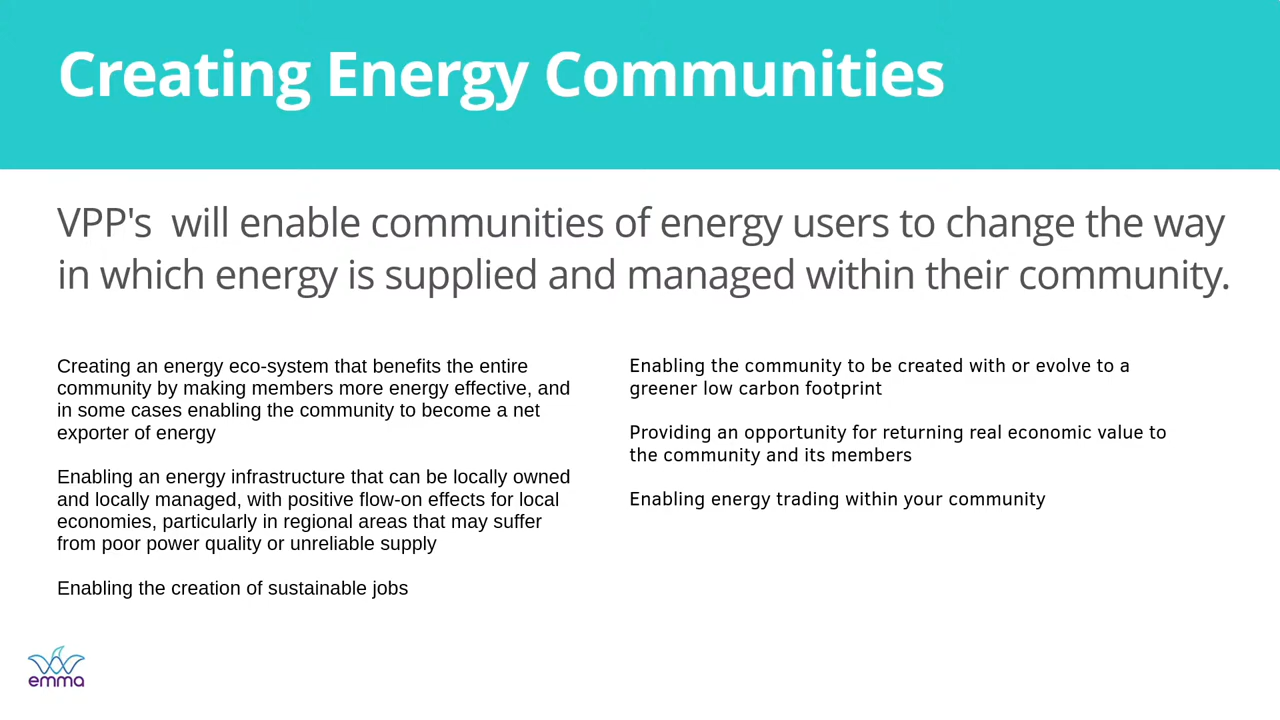 Creating Energy Communities
VPP's  will enable communities of energy users to change the way
in which energy is supplied and managed within their community.
Creating an energy eco-system that benefits the entire
community by making members more energy effective, and
in some cases enabling the community to become a net
exporter of energy
Enabling an energy infrastructure that can be locally owned
and locally managed, with positive flow-on effects for local
economies, particularly in regional areas that may suffer
from poor power quality or unreliable supply
Enabling the creation of sustainable jobs
Enabling the community to be created with or evolve to a
greener low carbon footprint
Providing an opportunity for returning real economic value to
the community and its members
Enabling energy trading within your community
emma